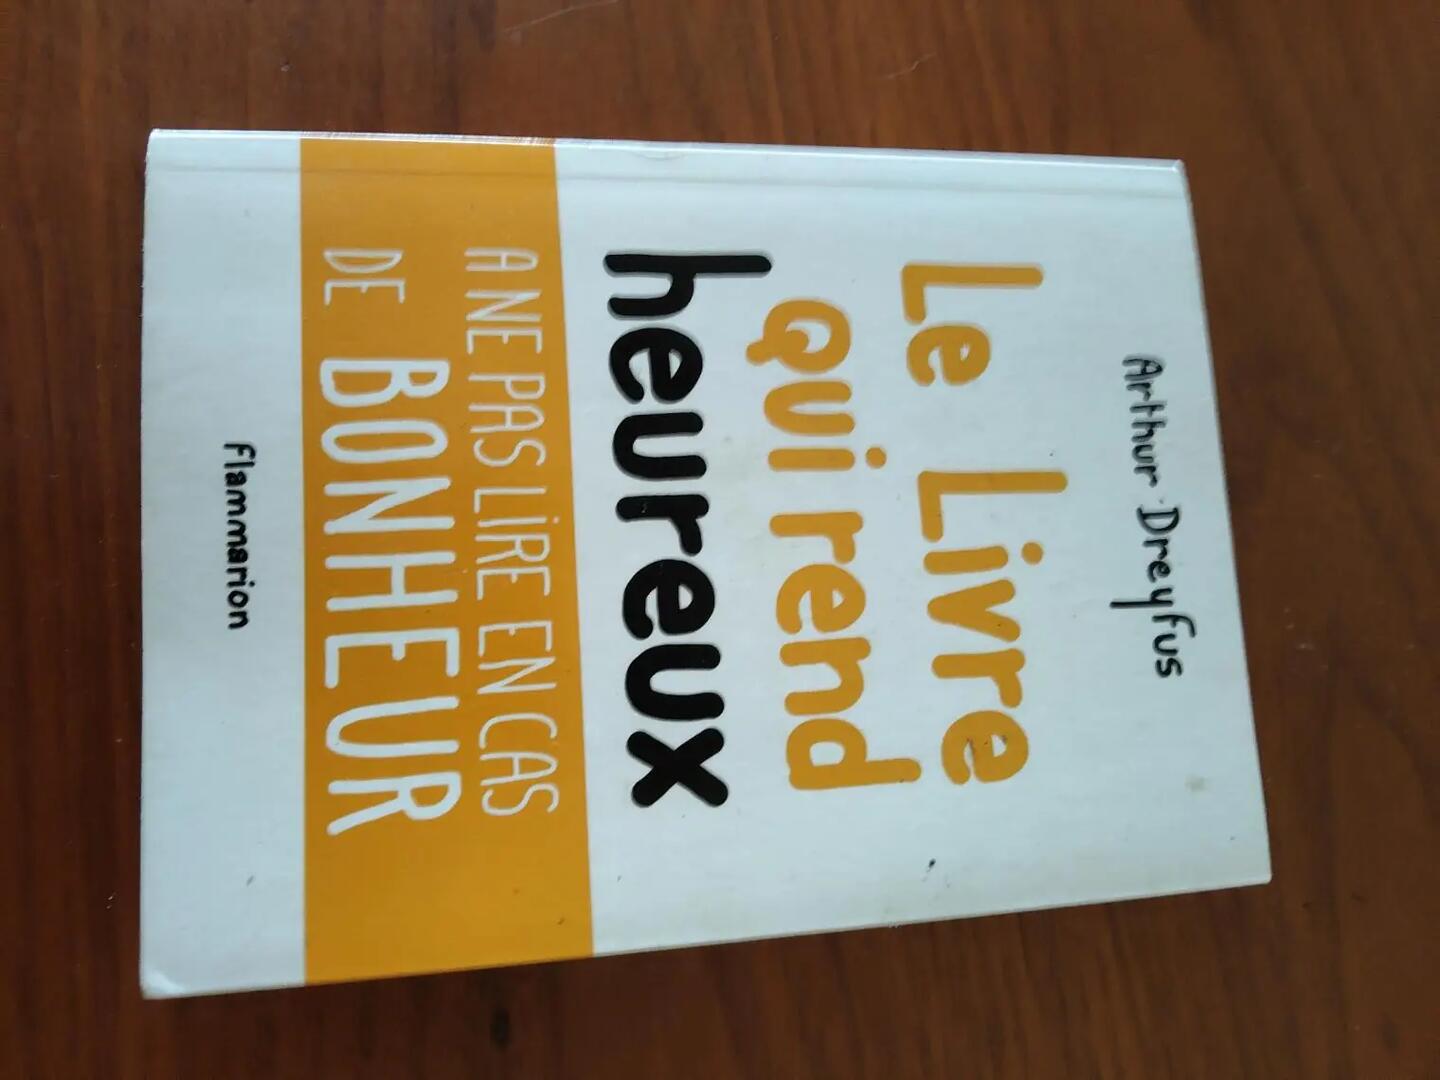 Arthur Dreyfus
Le Livre
qui rend
heureux
A NE PAS LIRE EN CAS
DE BONHEUR
Flammarion